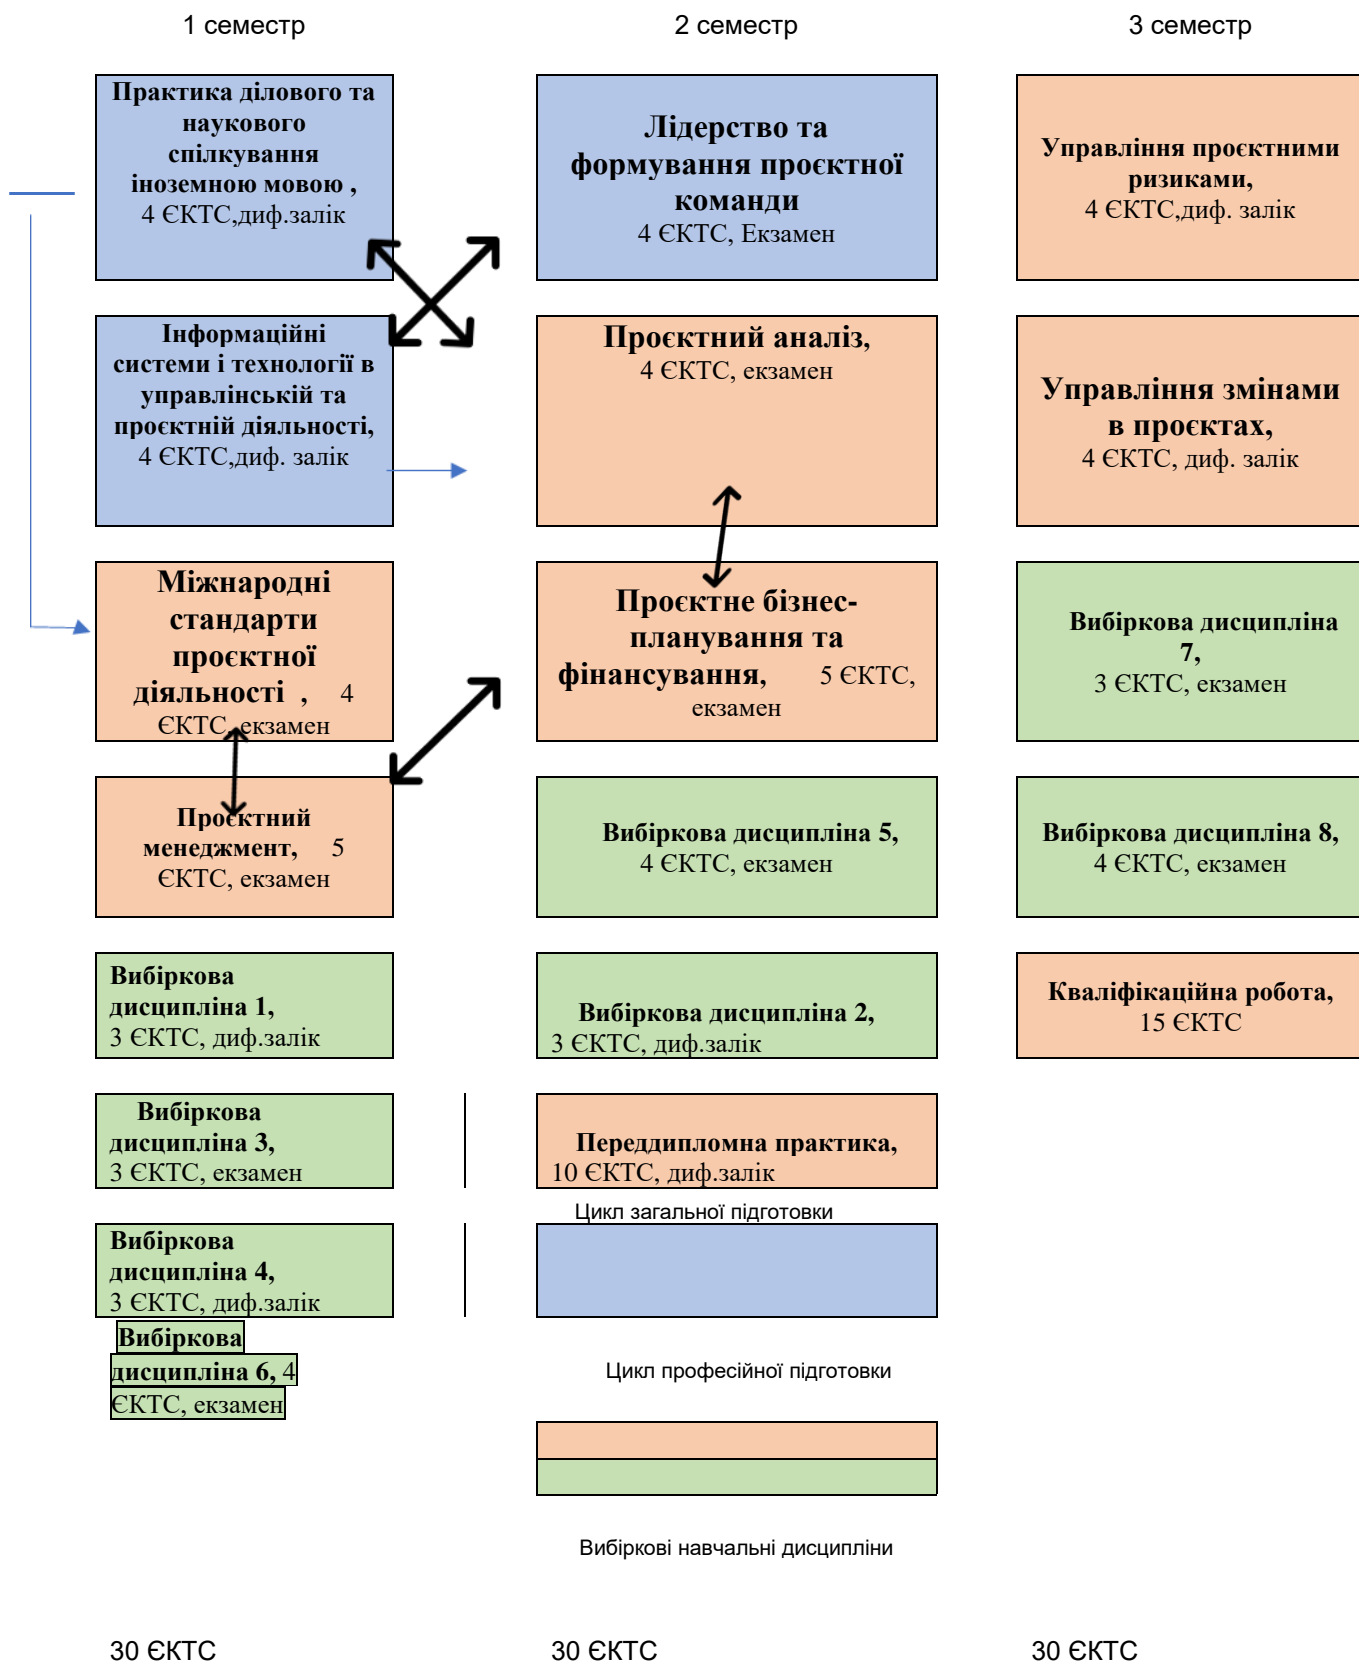 1 семестр
2 семестр
3 семестр
Практика ділового та
наукового
спілкування
іноземною мовою ,
4 ЄКТС,диф.залік
Лідерство та
формування проєктної
команди
4 ЄКТС, Екзамен
Управління проєктними
ризиками,
4 ЄКТС,диф. залік
Інформаційні
системи і технології в
управлінській та
проєктній діяльності,
4 ЄКТС,диф. залік
Проєктний аналіз,
4 ЄКТС, екзамен
Управління змінами
в проєктах,
4 ЄКТС, диф. залік
Міжнародні
стандарти
проєктної
діяльності , 4
ЄКТС, екзамен
Проєктне бізнес-
планування та
фінансування, 5 ЄКТС,
екзамен
Вибіркова дисципліна
7,
3 ЄКТС, екзамен
Проєктний
менеджмент, 5
ЄКТС, екзамен
Вибіркова дисципліна 5,
4 ЄКТС, екзамен
Вибіркова дисципліна 8,
4 ЄКТС, екзамен
Вибіркова
дисципліна 1,
3 ЄКТС, диф.залік
Вибіркова дисципліна 2,
3 ЄКТС, диф.залік
Кваліфікаційна робота,
15 ЄКТС
Вибіркова
дисципліна 3,
3 ЄКТС, екзамен
Переддипломна практика,
10 ЄКТС, диф.залік
Цикл загальної підготовки
Вибіркова
дисципліна 4,
3 ЄКТС, диф.залік
Вибіркова
дисципліна 6, 4
ЄКТС, екзамен
Цикл професійної підготовки
Вибіркові навчальні дисципліни
30 ЄКТС
30 ЄКТС
30 ЄКТС